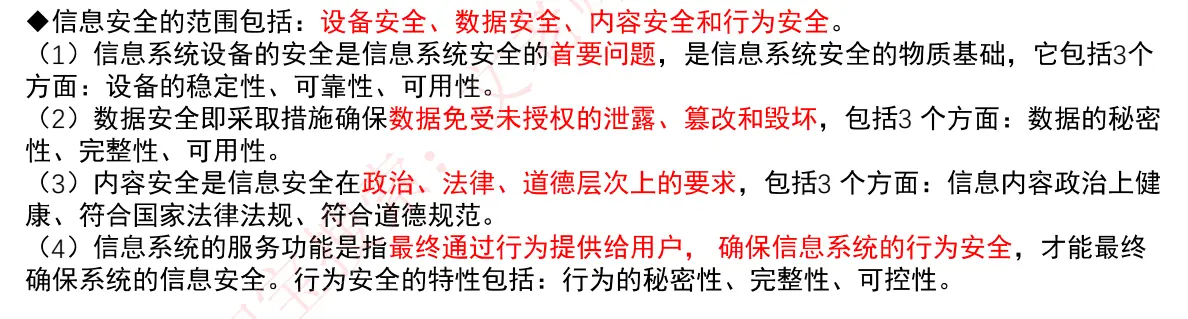 ◆信息安全的范围包括：设备安全、数据安全、内容安全和行为安全。
（1）信息系统设备的安全是信息系统安全的首要问题，是信息系统安全的物质基础，它包括3个
方面：设备的稳定性、可靠性、可用性。
（2）数据安全即采取措施确保数据免受未授权的泄露、篡改和毁坏，包括3 个方面：数据的秘密
性、完整性、可用性。
（3）内容安全是信息安全在政治、法律、道德层次上的要求，包括3 个方面：信息内容政治上健
康、符合国家法律法规、符合道德规范。
（4）信息系统的服务功能是指最终通过行为提供给用户， 确保信息系统的行为安全，才能最终
确保系统的信息安全。行为安全的特性包括：行为的秘密性、完整性、可控性。